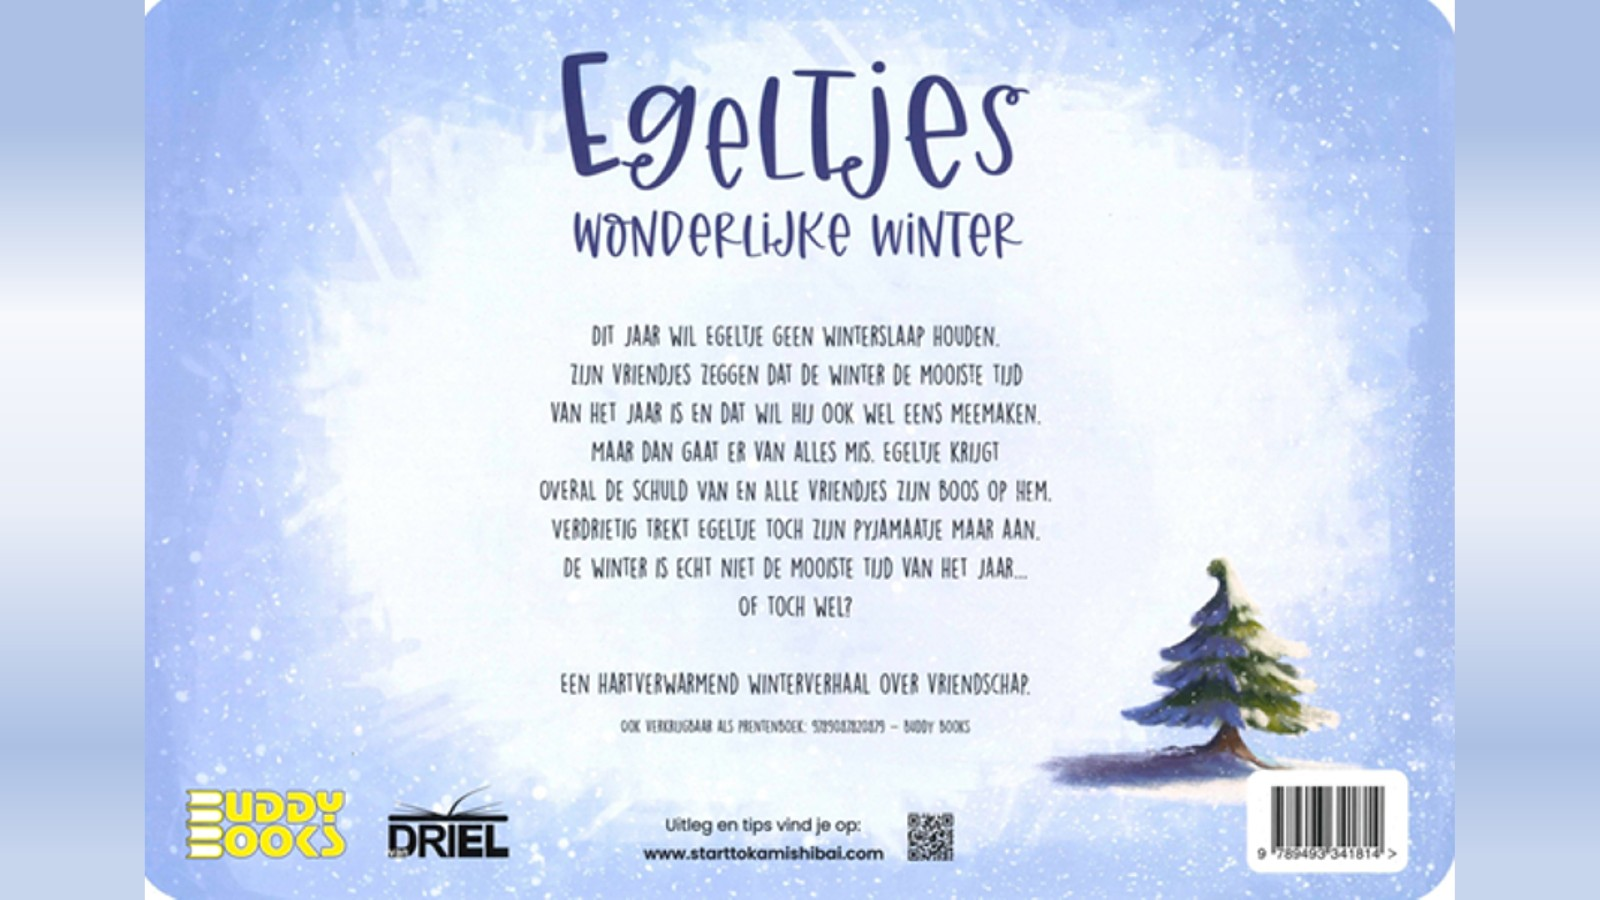 Egeltjes
WONDERLIJKE WINTER
DIT JAAR WIL EGELTJE GEEN WINTERSLAAP HOUDEN.
ZIJN VRIENDJES ZEGGEN DAT DE WINTER DE MOOISTE TIJD
VAN HET JAAR IS EN DAT WIL HIJ OOK WEL EENS MEEMAKEN.
MAAR DAN GAAT ER VAN ALLES MIS. EGELTJE KRIJGT
OVERAL DE SCHULD VAN EN ALLE VRIENDJES ZIJN BOOS OP HEM.
VERDRIETIG TREKT EGELTJE TOCH ZIJN PYJAMAATJE MAAR AAN.
DE WINTER IS ECHT NIET DE MOOISTE TIJD VAN HET JAAR...
OF TOCH WEL?
EEN HARTVERWARMEND WINTERVERHAAL OVER VRIENDSCHAP.
OOK VERKRIJGBAAR ALS PRENTENBOEK: 9789087820879 – BUDDY BOOKS
BUDDY
BOOKS
DRIEL
Uitleg en tips vind je op:
www.starttokamishibai.com
9 789493 341814 >